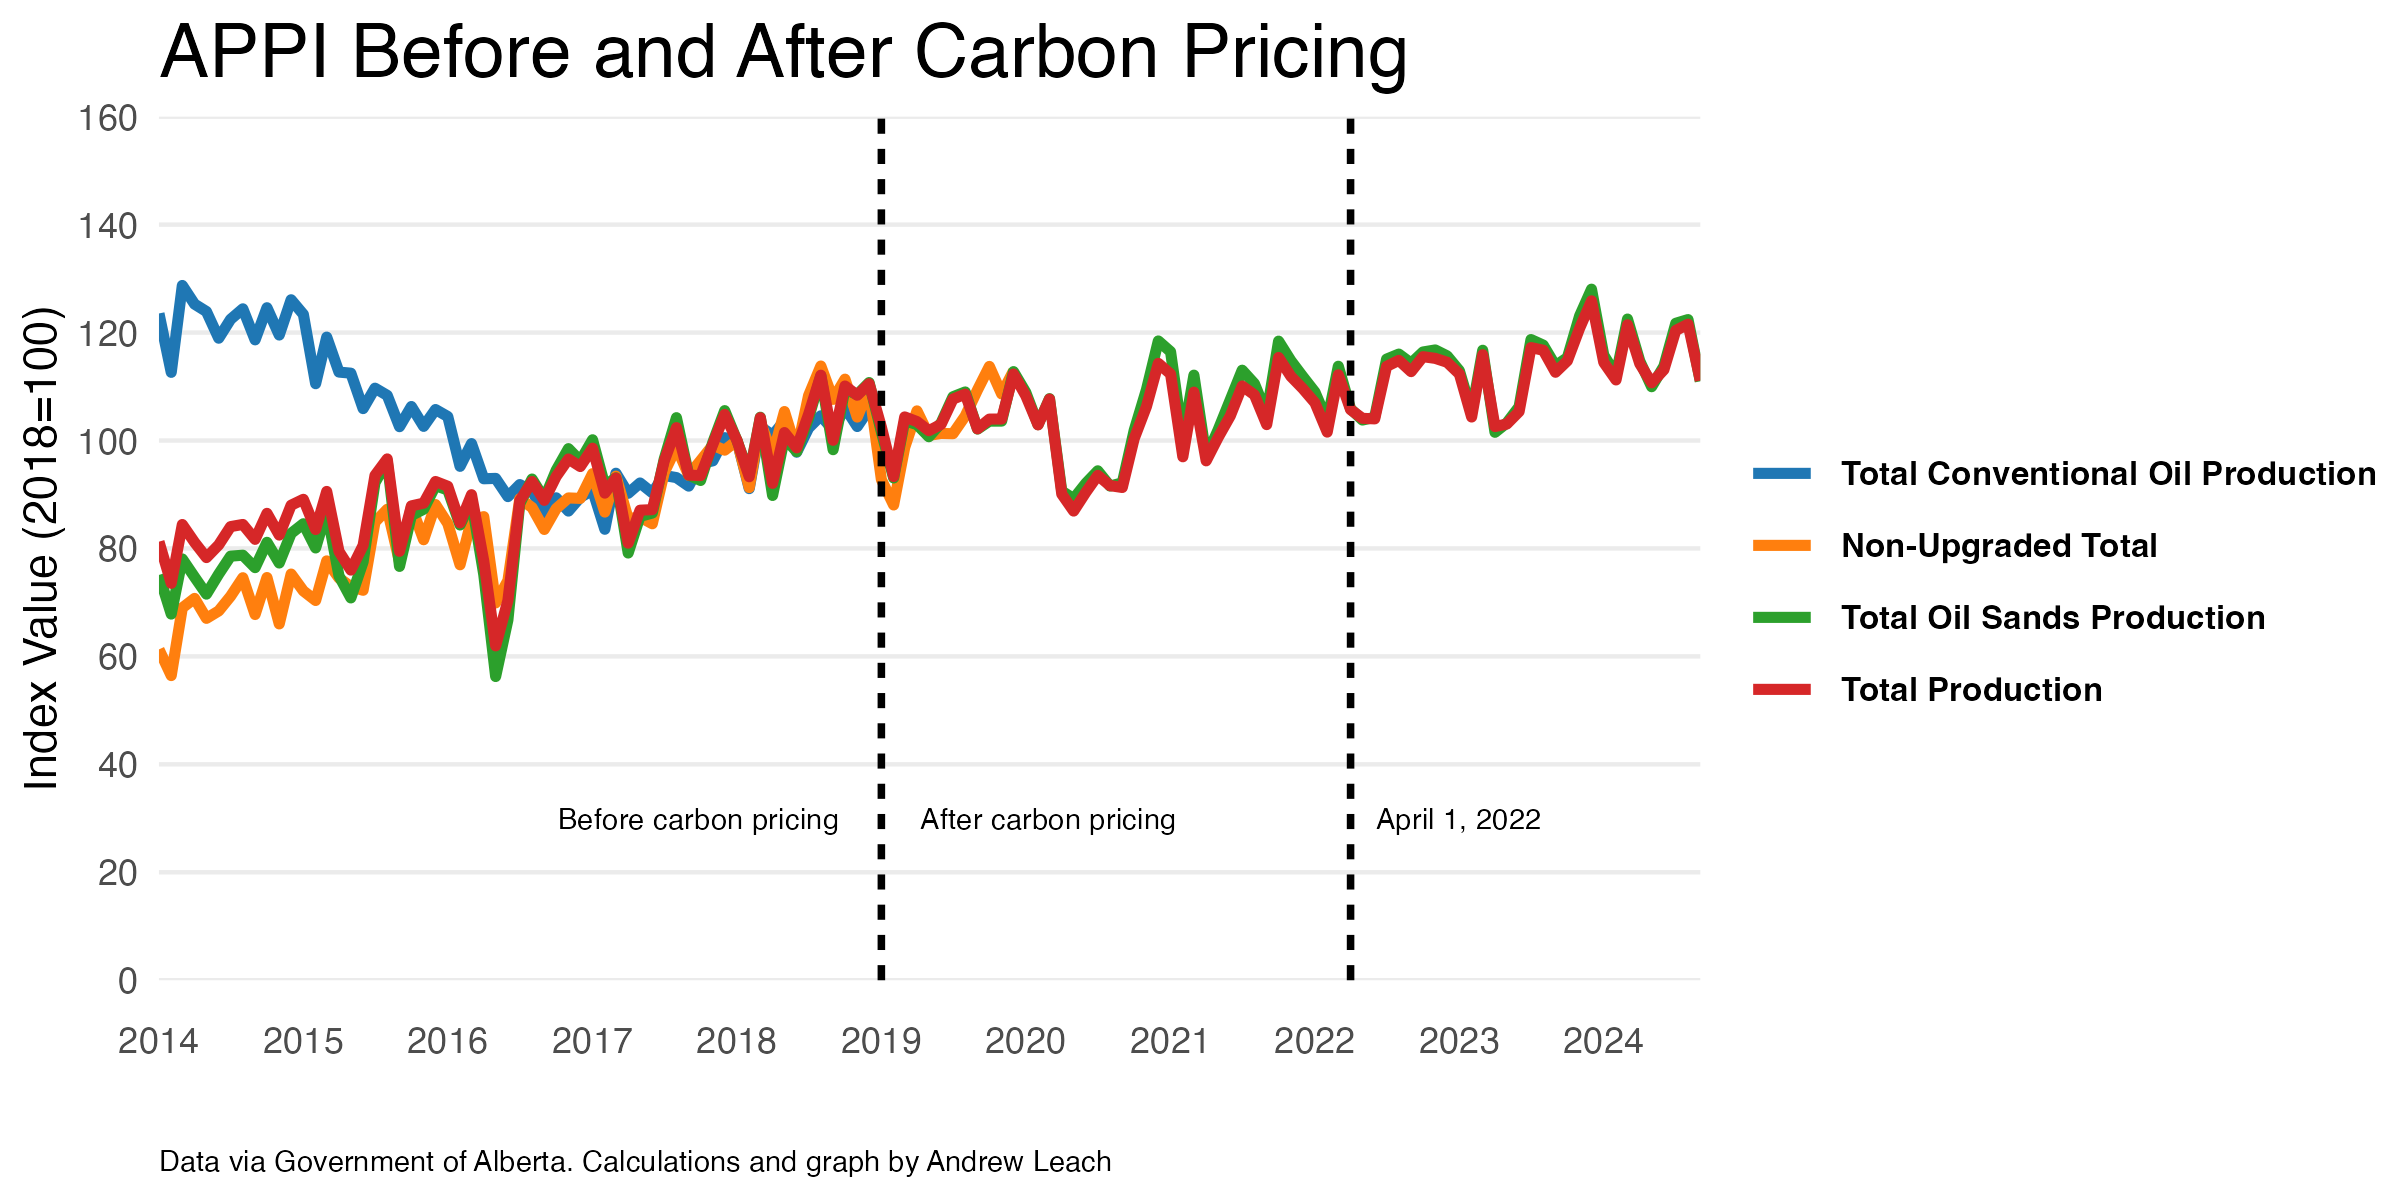 APPI Before and After Carbon Pricing
Index Value (2018=100)
160
140
120
100
80
60
40
20
0
Before carbon pricing
After carbon pricing
April 1, 2022
2014
2015
2016
2017
2018
2019
2020
2021
2022
2023
2024
Total Conventional Oil Production
Non-Upgraded Total
Total Oil Sands Production
Total Production
Data via Government of Alberta. Calculations and graph by Andrew Leach